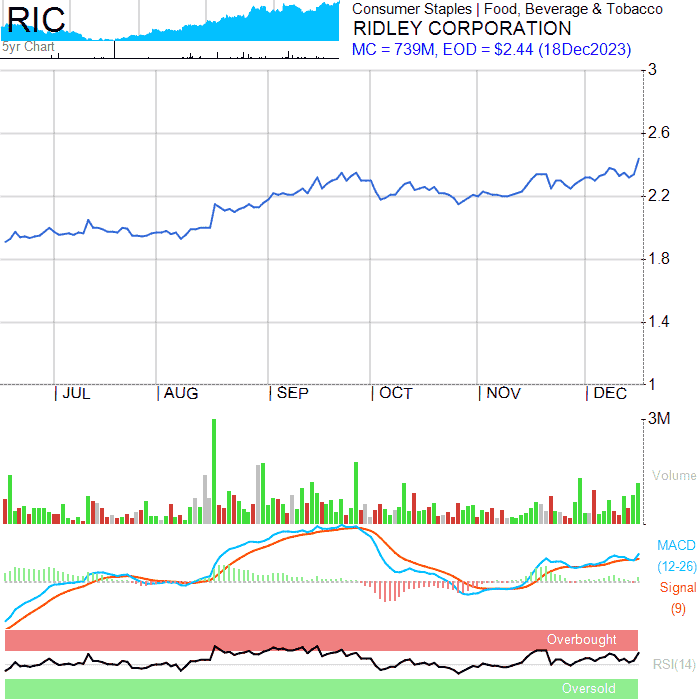 RIC
5yr Chart
Consumer Staples | Food, Beverage & Tobacco
RIDLEY CORPORATION
MC = 739M, EOD = $2.44 (18Dec2023)
3
2.6
2.2
1.8
1.4
1
| JUL | AUG | SEP | OCT | NOV | DEC
3M
Volume
MACD
(12-26)
Signal
(9)
Overbought
RSI(14)
Oversold